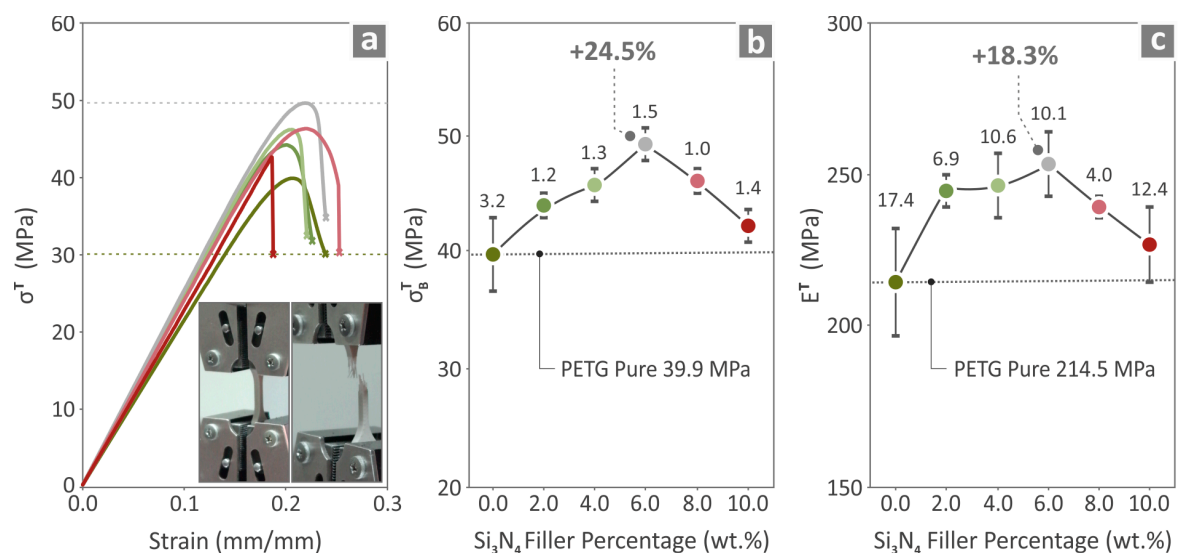 a
60
50
40
30
20
10
0
0.0
0.1
0.2
0.3
σᵀ (MPa)
Strain (mm/mm)
b
60
50
40
30
20
0.0 2.0 4.0 6.0 8.0 10.0
σ_Bᵀ (MPa)
Si₃N₄ Filler Percentage (wt.%)
+24.5%
3.2
1.2
1.3
1.5
1.0
1.4
PETG Pure 39.9 MPa
c
300
250
200
150
0.0 2.0 4.0 6.0 8.0 10.0
Eᵀ (MPa)
Si₃N₄ Filler Percentage (wt.%)
+18.3%
17.4
6.9
10.6
10.1
4.0
12.4
PETG Pure 214.5 MPa